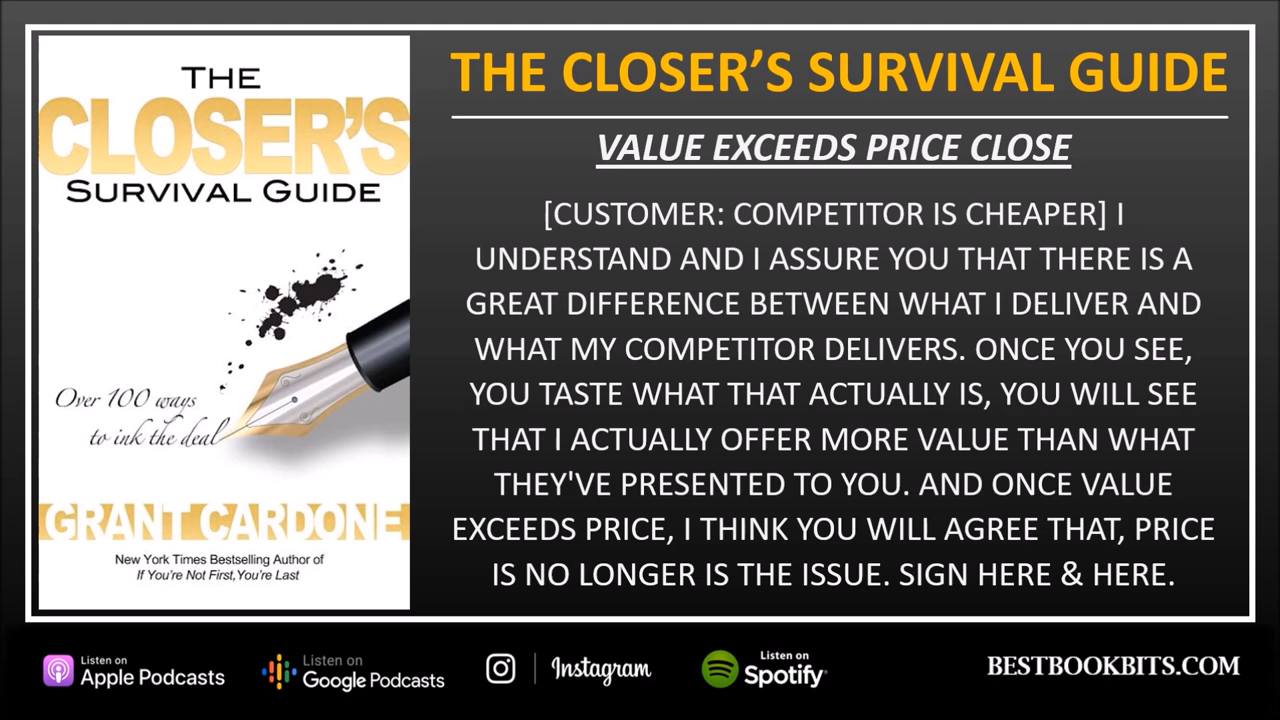 THE
CLOSER'S
SURVIVAL GUIDE
Over 100 ways
to ink the deal
GRANT CARDONE
New York Times Bestselling Author of
If You're Not First, You're Last
THE CLOSER’S SURVIVAL GUIDE
VALUE EXCEEDS PRICE CLOSE
[CUSTOMER: COMPETITOR IS CHEAPER] I
UNDERSTAND AND I ASSURE YOU THAT THERE IS A
GREAT DIFFERENCE BETWEEN WHAT I DELIVER AND
WHAT MY COMPETITOR DELIVERS. ONCE YOU SEE,
YOU TASTE WHAT THAT ACTUALLY IS, YOU WILL SEE
THAT I ACTUALLY OFFER MORE VALUE THAN WHAT
THEY'VE PRESENTED TO YOU. AND ONCE VALUE
EXCEEDS PRICE, I THINK YOU WILL AGREE THAT, PRICE
IS NO LONGER IS THE ISSUE. SIGN HERE & HERE.
Listen on
Apple Podcasts
Listen on
Google Podcasts
Instagram
Listen on
Spotify
BESTBOOKBITS.COM